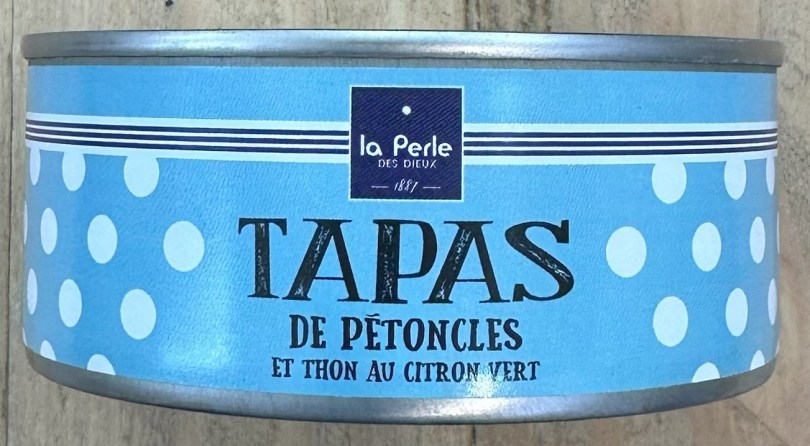 la Perle
DES DIEUX
1887
TAPAS
DE PÉTONCLES
ET THON AU CITRON VERT